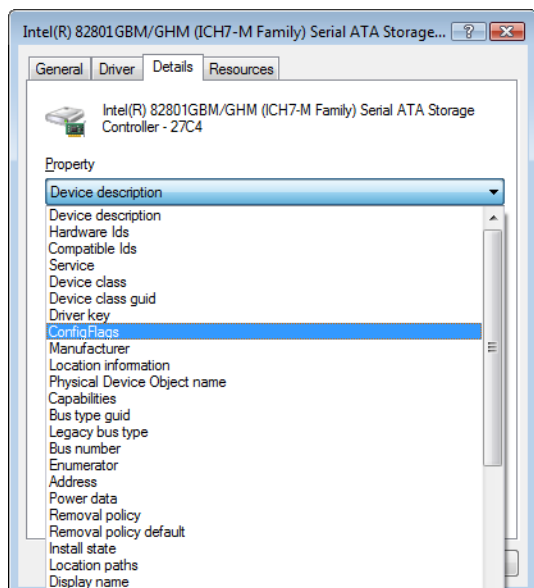 Intel(R) 82801GBM/GHM (ICH7-M Family) Serial ATA Storage...
General Driver Details Resources
Intel(R) 82801GBM/GHM (ICH7-M Family) Serial ATA Storage
Controller - 27C4
Property
Device description
Device description
Hardware Ids
Compatible Ids
Service
Device class
Device class guid
Driver key
ConfigFlags
Manufacturer
Location information
Physical Device Object name
Capabilities
Bus type guid
Legacy bus type
Bus number
Enumerator
Address
Power data
Removal policy
Removal policy default
Install state
Location paths
Display name